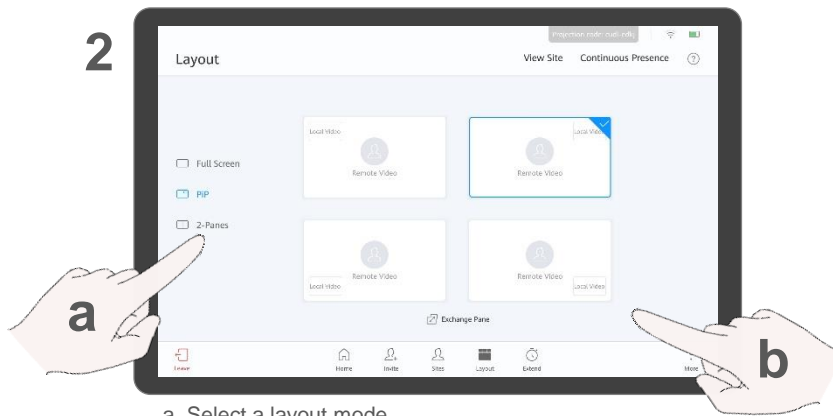 2
Layout
View Site
Continuous Presence
Full Screen
PiP
2-Panes
Local Video
Remote Video
Local Video
Remote Video
Local Video
Remote Video
Local Video
Remote Video
Exchange Pane
Leave
Home
Invite
Sites
Layout
Extend
More
a
b
a. Select a layout mode